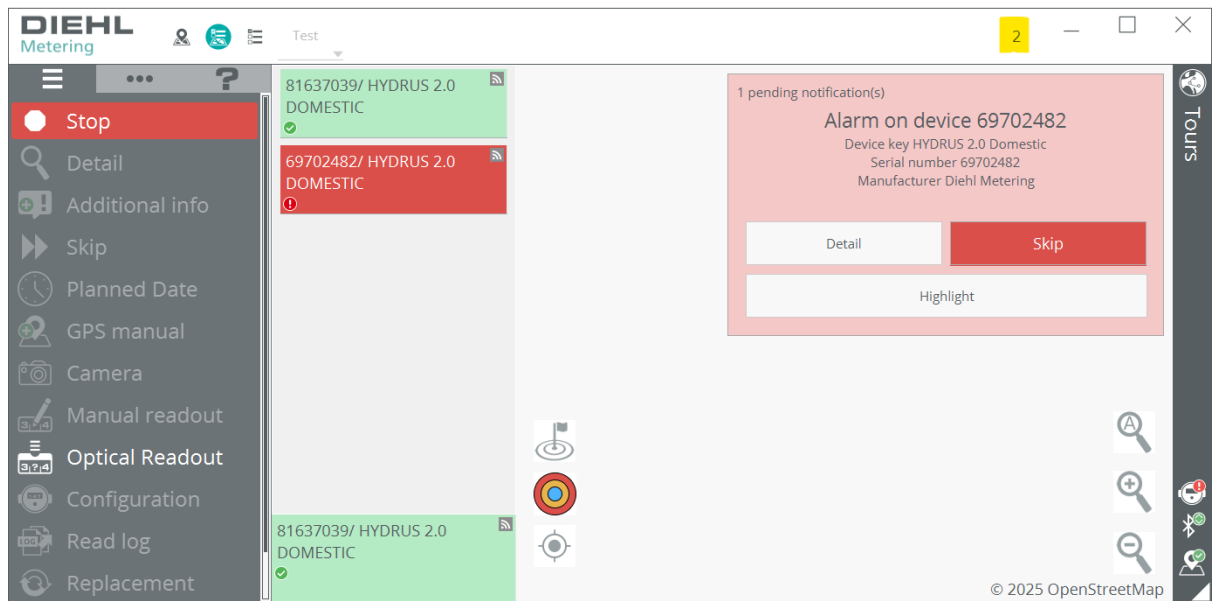 DIEHL
Metering
Test
2
?
Stop
Detail
Additional info
Skip
Planned Date
GPS manual
Camera
Manual readout
Optical Readout
Configuration
Read log
Replacement
81637039/ HYDRUS 2.0
DOMESTIC
69702482/ HYDRUS 2.0
DOMESTIC
81637039/ HYDRUS 2.0
DOMESTIC
1 pending notification(s)
Alarm on device 69702482
Device key HYDRUS 2.0 Domestic
Serial number 69702482
Manufacturer Diehl Metering
Detail
Skip
Highlight
A
© 2025 OpenStreetMap
Tours